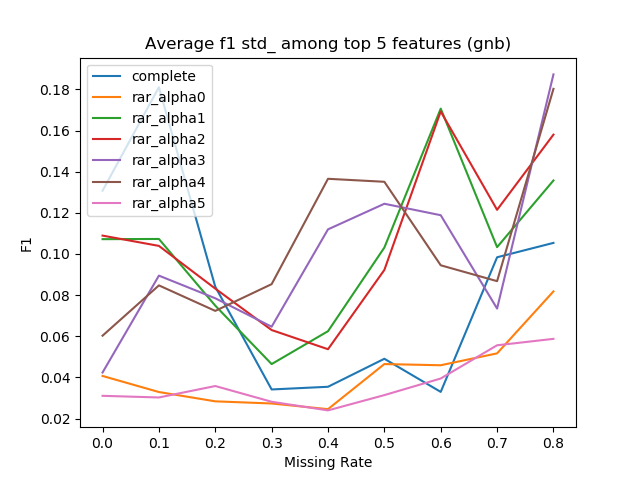 Average f1 std_ among top 5 features (gnb)
complete
rar_alpha0
rar_alpha1
rar_alpha2
rar_alpha3
rar_alpha4
rar_alpha5
F1
0.18
0.16
0.14
0.12
0.10
0.08
0.06
0.04
0.02
0.0 0.1 0.2 0.3 0.4 0.5 0.6 0.7 0.8
Missing Rate